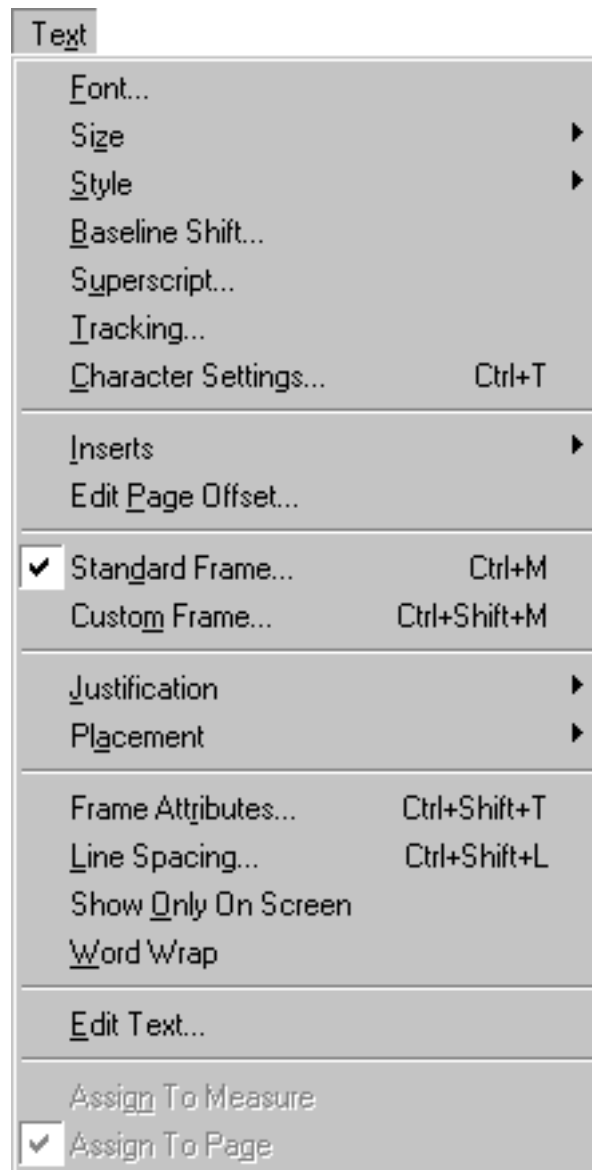 Text
Font...
Size
Style
Baseline Shift...
Superscript...
Tracking...
Character Settings... Ctrl+T
Inserts
Edit Page Offset...
Standard Frame... Ctrl+M
Custom Frame... Ctrl+Shift+M
Justification
Placement
Frame Attributes... Ctrl+Shift+T
Line Spacing... Ctrl+Shift+L
Show Only On Screen
Word Wrap
Edit Text...
Assign To Measure
Assign To Page